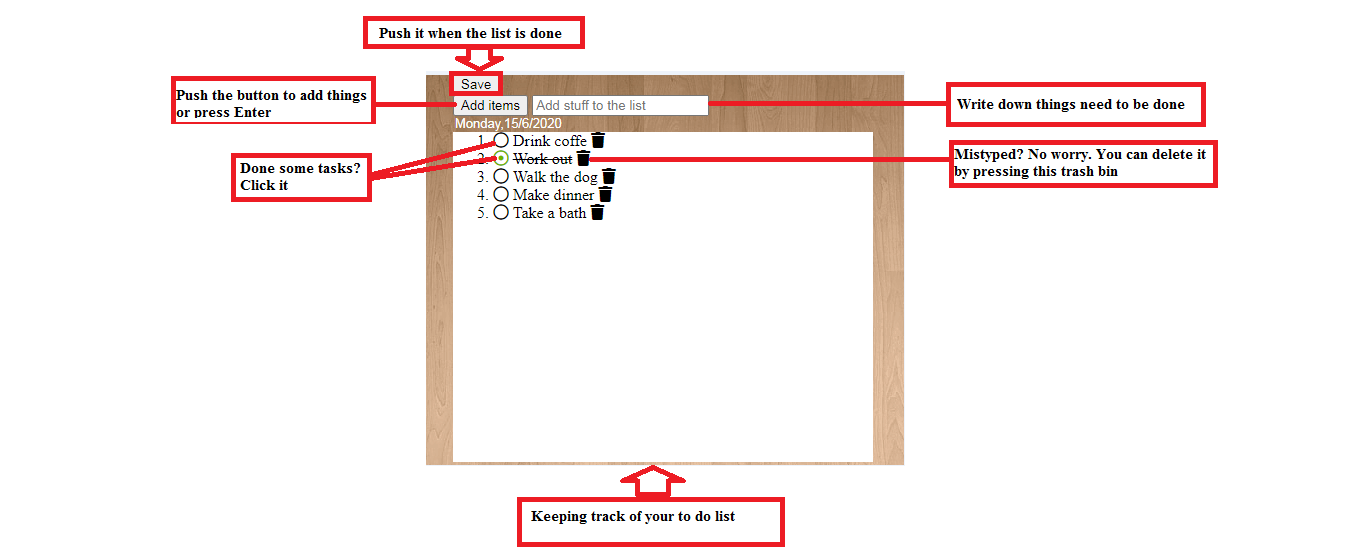 Push it when the list is done
Save
Push the button to add things
or press Enter
Add items
Add stuff to the list
Write down things need to be done
Monday,15/6/2020
1. Drink coffe
2. Work out
3. Walk the dog
4. Make dinner
5. Take a bath
Done some tasks?
Click it
Mistyped? No worry. You can delete it
by pressing this trash bin
Keeping track of your to do list